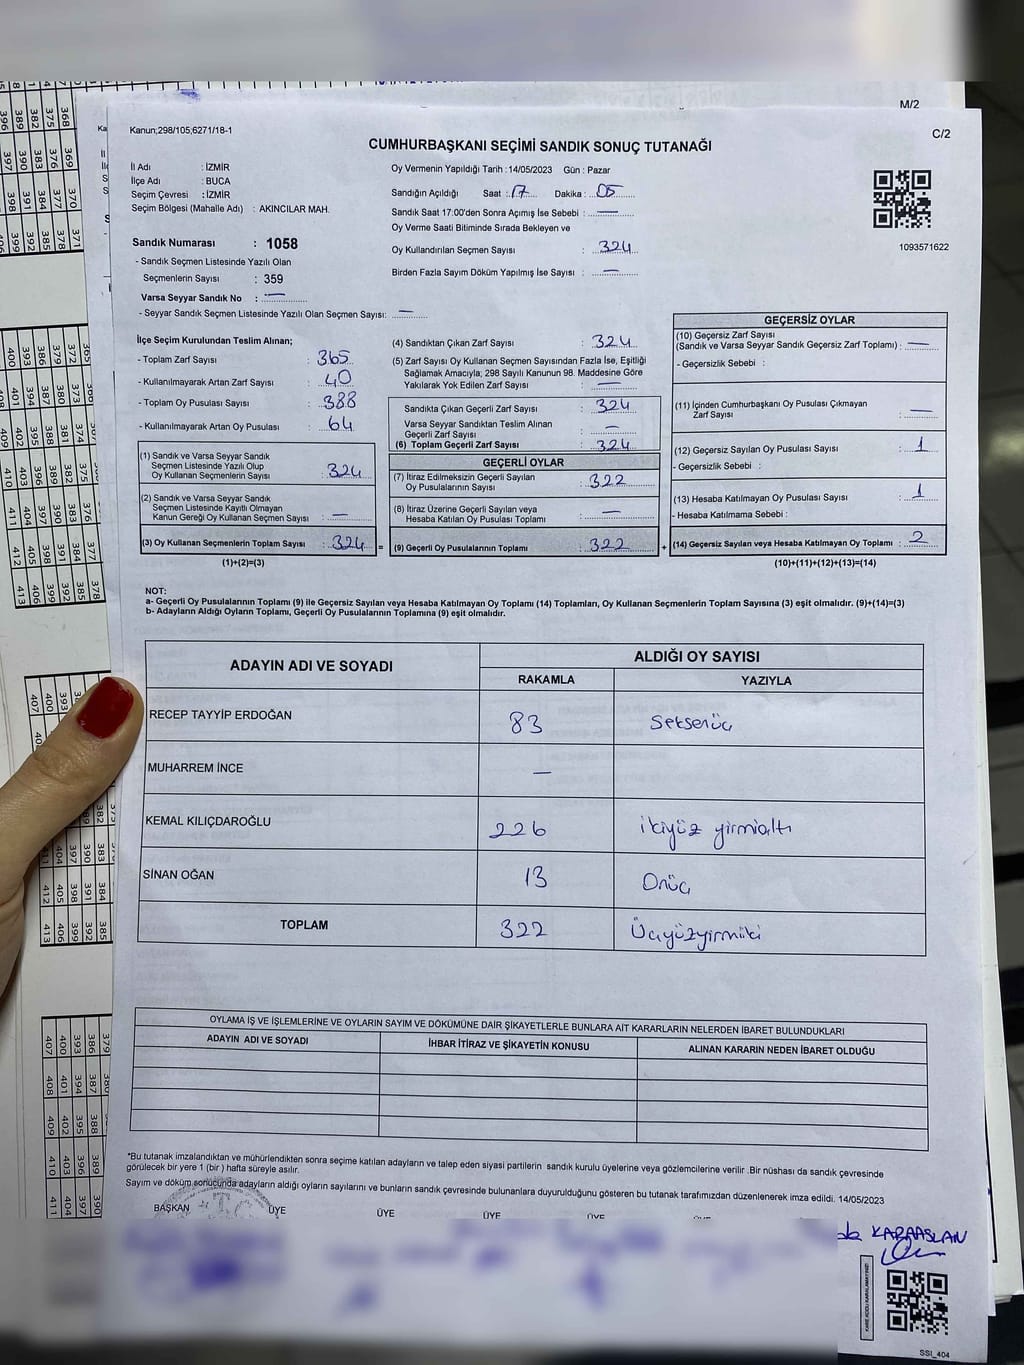 M/2
Kanun;298/105;6271/18-1
C/2
CUMHURBAŞKANI SEÇİMİ SANDIK SONUÇ TUTANAĞI
İl Adı : İZMİR
İlçe Adı : BUCA
Seçim Çevresi : İZMİR
Seçim Bölgesi (Mahalle Adı) : AKINCILAR MAH.
Oy Vermenin Yapıldığı Tarih :14/05/2023 Gün : Pazar
Sandığın Açıldığı Saat : 17 Dakika : 05
Sandık Saat 17:00'den Sonra Açımış İse Sebebi : —
Oy Verme Saati Bitiminde Sırada Bekleyen ve
Oy Kullandırılan Seçmen Sayısı : 324
Birden Fazla Sayım Döküm Yapılmış İse Sayısı : —
1093571622
Sandık Numarası : 1058
- Sandık Seçmen Listesinde Yazılı Olan
Seçmenlerin Sayısı : 359
Varsa Seyyar Sandık No : —
- Seyyar Sandık Seçmen Listesinde Yazılı Olan Seçmen Sayısı: —
İlçe Seçim Kurulundan Teslim Alınan;
- Toplam Zarf Sayısı : 365
- Kullanılmayarak Artan Zarf Sayısı : 40
- Toplam Oy Pusulası Sayısı : 388
- Kullanılmayarak Artan Oy Pusulası : 64
(1) Sandık ve Varsa Seyyar Sandık
Seçmen Listesinde Yazılı Olup
Oy Kullanan Seçmenlerin Sayısı : 324
(2) Sandık ve Varsa Seyyar Sandık
Seçmen Listesinde Kayıtlı Olmayan
Kanun Gereği Oy Kullanan Seçmen Sayısı : —
(3) Oy Kullanan Seçmenlerin Toplam Sayısı : 324
(1)+(2)=(3)
=
(4) Sandıktan Çıkan Zarf Sayısı : 324
(5) Zarf Sayısı Oy Kullanan Seçmen Sayısından Fazla İse, Eşitliği
Sağlamak Amacıyla; 298 Sayılı Kanunun 98. Maddesine Göre
Yakılarak Yok Edilen Zarf Sayısı : —
Sandıkta Çıkan Geçerli Zarf Sayısı : 324
Varsa Seyyar Sandıktan Teslim Alınan
Geçerli Zarf Sayısı : —
(6) Toplam Geçerli Zarf Sayısı : 324
GEÇERLİ OYLAR
(7) İtiraz Edilmeksizin Geçerli Sayılan
Oy Pusulalarının Sayısı : 322
(8) İtiraz Üzerine Geçerli Sayılan veya
Hesaba Katılan Oy Pusulası Toplamı : —
(9) Geçerli Oy Pusulalarının Toplamı : 322
+
GEÇERSİZ OYLAR
(10) Geçersiz Zarf Sayısı
(Sandık ve Varsa Seyyar Sandık Geçersiz Zarf Toplamı) : —
- Geçersizlik Sebebi :
(11) İçinden Cumhurbaşkanı Oy Pusulası Çıkmayan
Zarf Sayısı : —
(12) Geçersiz Sayılan Oy Pusulası Sayısı : 1
- Geçersizlik Sebebi :
(13) Hesaba Katılmayan Oy Pusulası Sayısı : 1
- Hesaba Katılmama Sebebi :
(14) Geçersiz Sayılan veya Hesaba Katılmayan Oy Toplamı : 2
(10)+(11)+(12)+(13)=(14)
NOT:
a- Geçerli Oy Pusulalarının Toplamı (9) ile Geçersiz Sayılan veya Hesaba Katılmayan Oy Toplamı (14) Toplamları, Oy Kullanan Seçmenlerin Toplam Sayısına (3) eşit olmalıdır. (9)+(14)=(3)
b- Adayların Aldığı Oyların Toplamı, Geçerli Oy Pusulalarının Toplamına (9) eşit olmalıdır.
ADAYIN ADI VE SOYADI
ALDIĞI OY SAYISI
RAKAMLA YAZIYLA
RECEP TAYYİP ERDOĞAN 83 Seksenüç
MUHARREM İNCE —
KEMAL KILIÇDAROĞLU 226 ikiyüz yirmialtı
SİNAN OĞAN 13 Onüç
TOPLAM 322 Üçyüzyirmiiki
OYLAMA İŞ VE İŞLEMLERİNE VE OYLARIN SAYIM VE DÖKÜMÜNE DAİR ŞİKAYETLERLE BUNLARA AİT KARARLARIN NELERDEN İBARET BULUNDUKLARI
ADAYIN ADI VE SOYADI İHBAR İTİRAZ VE ŞİKAYETİN KONUSU ALINAN KARARIN NEDEN İBARET OLDUĞU
*Bu tutanak imzalandıktan ve mühürlendikten sonra seçime katılan adayların ve talep eden siyasi partilerin sandık kurulu üyelerine veya gözlemcilerine verilir .Bir nüshası da sandık çevresinde
görülecek bir yere 1 (bir ) hafta süreyle asılır.
Sayım ve döküm sonucunda adayların aldığı oyların sayılarını ve bunların sandık çevresinde bulunanlara duyurulduğunu gösteren bu tutanak tarafımızdan düzenlenerek imza edildi. 14/05/2023
BAŞKAN ÜYE ÜYE ÜYE ÜYE ÜYE
KARAASLAN
SSI_404